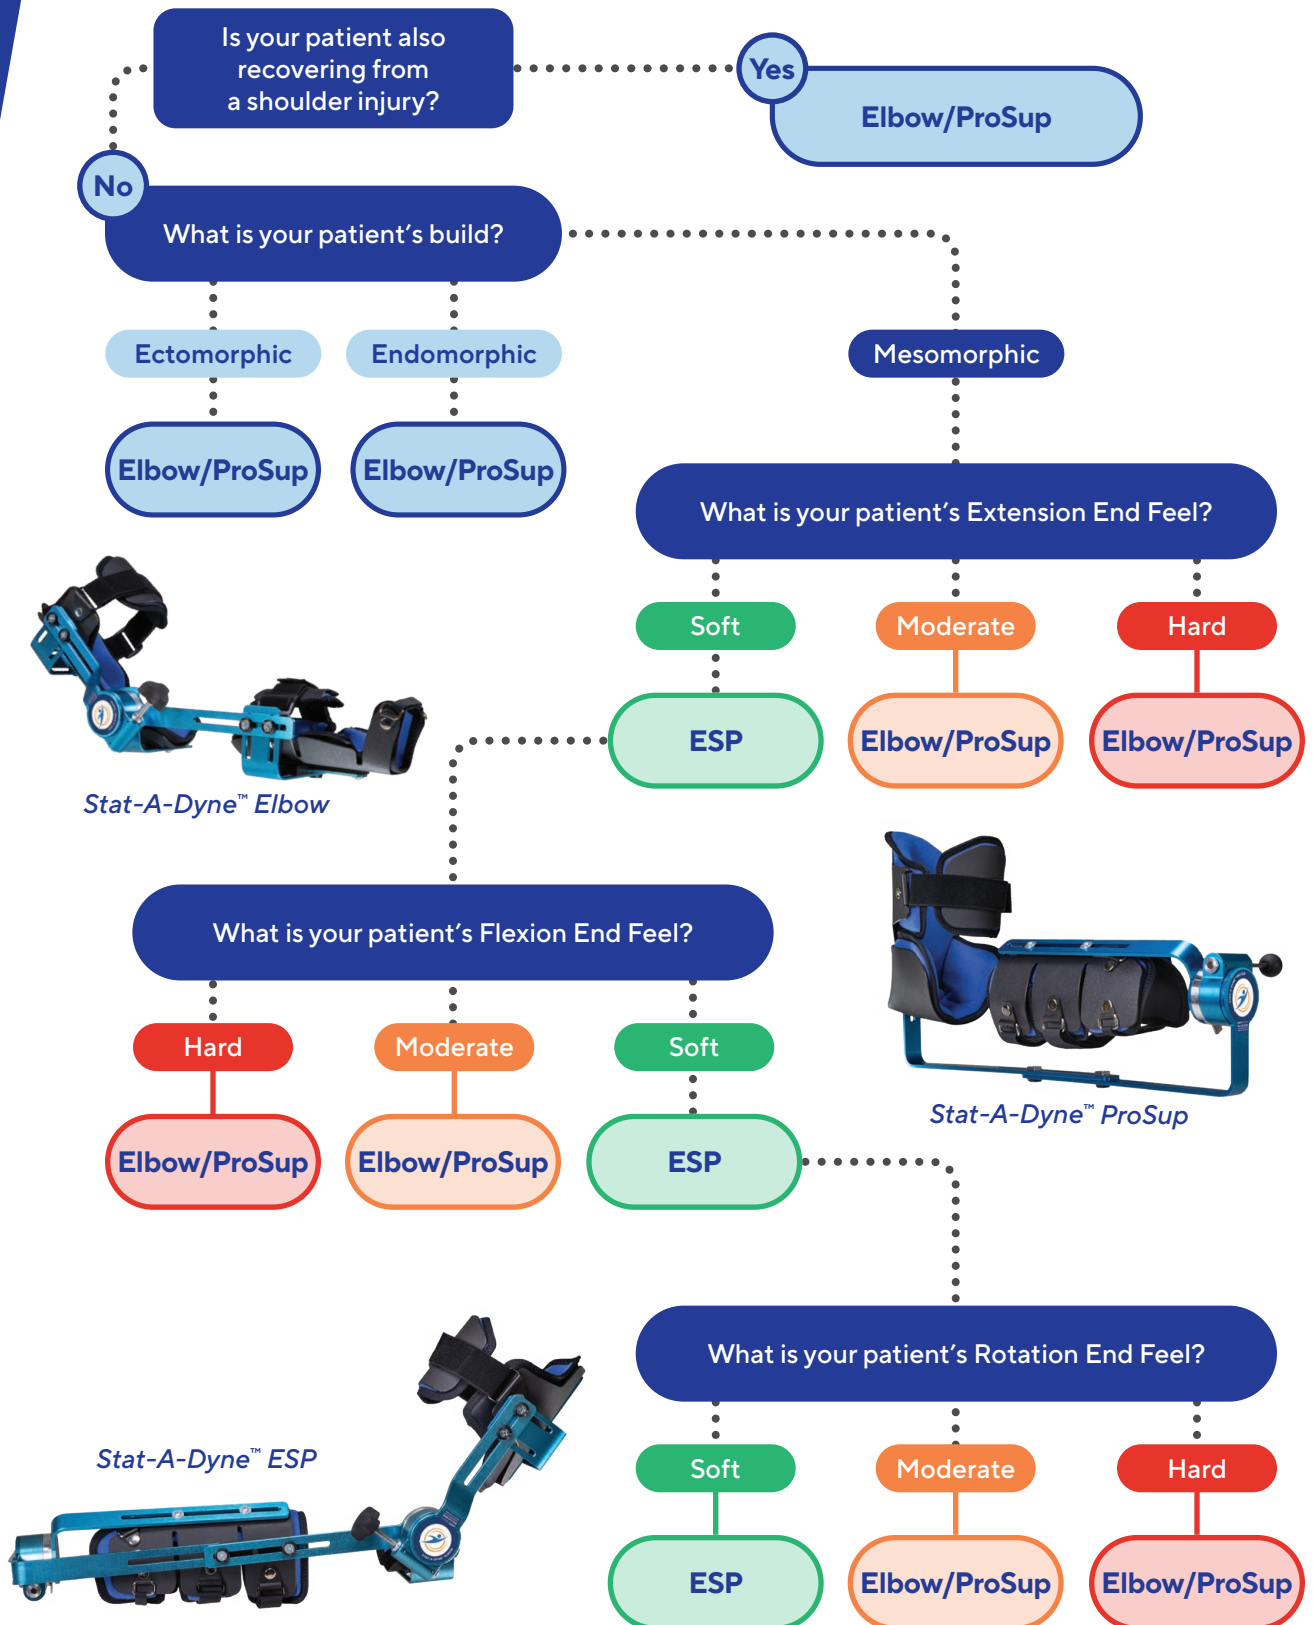 Is your patient also
recovering from
a shoulder injury?
Yes
Elbow/ProSup
No
What is your patient's build?
Ectomorphic
Endomorphic
Mesomorphic
Elbow/ProSup
Elbow/ProSup
What is your patient's Extension End Feel?
Soft
Moderate
Hard
ESP
Elbow/ProSup
Elbow/ProSup
Stat-A-Dyne™ Elbow
What is your patient's Flexion End Feel?
Hard
Moderate
Soft
Elbow/ProSup
Elbow/ProSup
ESP
Stat-A-Dyne™ ProSup
What is your patient's Rotation End Feel?
Soft
Moderate
Hard
Stat-A-Dyne™ ESP
ESP
Elbow/ProSup
Elbow/ProSup